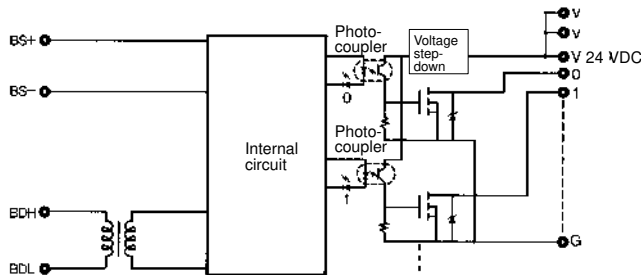 BS+
BS−
BDH
BDL
Internal
circuit
Photo-
coupler
0
Photo-
coupler
1
Voltage
step-
down
V
V
V 24 VDC
0
1
G